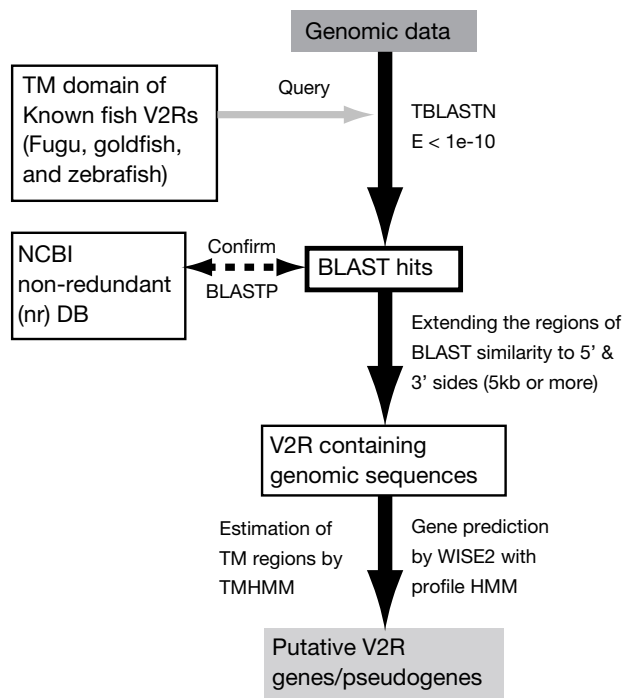 Genomic data
TM domain of
Known fish V2Rs
(Fugu, goldfish,
and zebrafish)
Query
TBLASTN
E < 1e-10
NCBI
non-redundant
(nr) DB
Confirm
BLASTP
BLAST hits
Extending the regions of
BLAST similarity to 5’ &
3’ sides (5kb or more)
V2R containing
genomic sequences
Estimation of
TM regions by
TMHMM
Gene prediction
by WISE2 with
profile HMM
Putative V2R
genes/pseudogenes